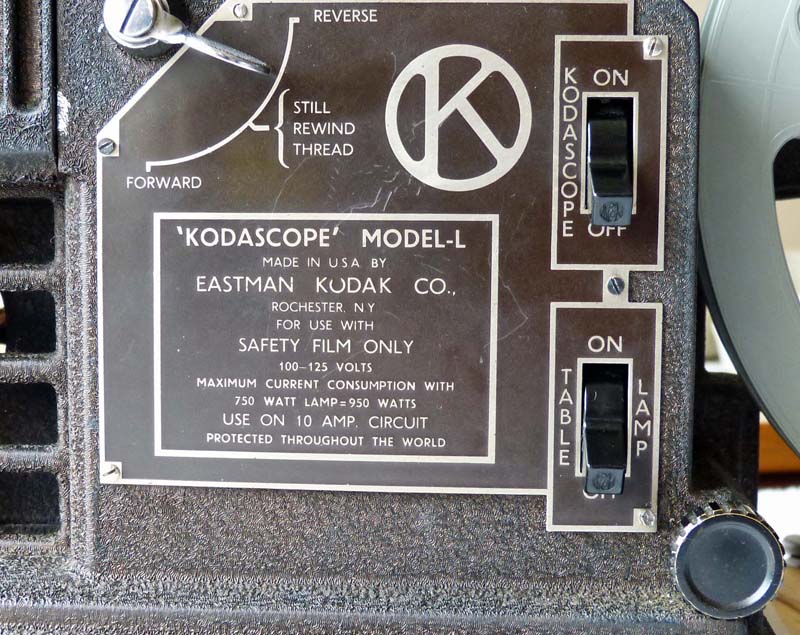 REVERSE
STILL
REWIND
THREAD
FORWARD
K
'KODASCOPE' MODEL-L
MADE IN U.S.A BY
EASTMAN KODAK CO.,
ROCHESTER. N.Y
FOR USE WITH
SAFETY FILM ONLY
100-125 VOLTS
MAXIMUM CURRENT CONSUMPTION WITH
750 WATT LAMP=950 WATTS
USE ON 10 AMP. CIRCUIT
PROTECTED THROUGHOUT THE WORLD
KODASCOPE
ON
OFF
ON
TABLE
LAMP
OFF